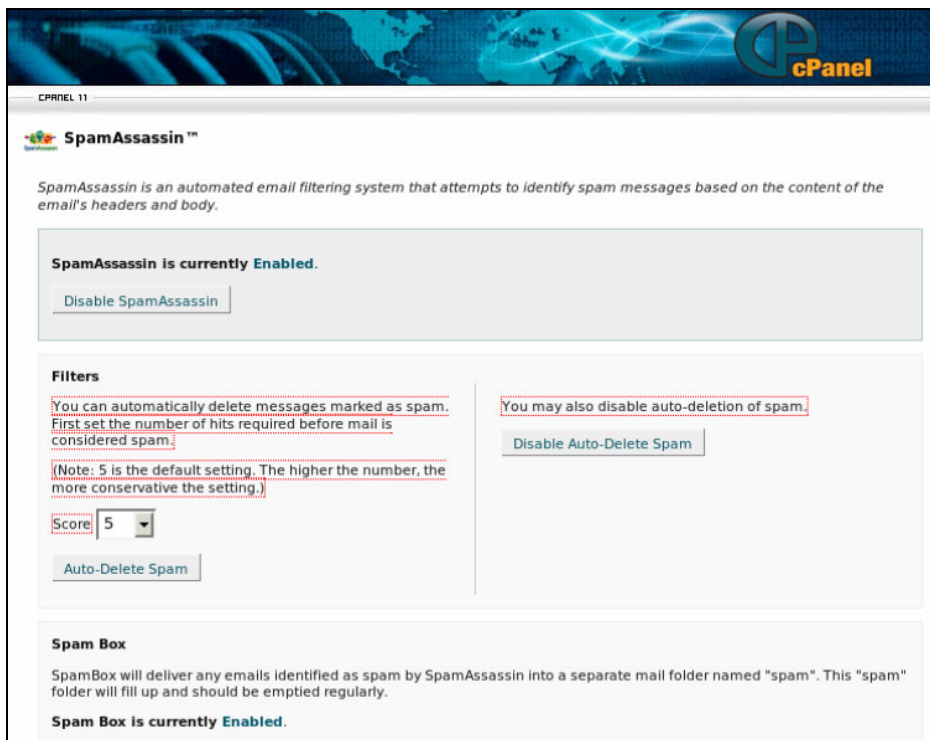 cPanel
CPANEL 11
SpamAssassin™
SpamAssassin is an automated email filtering system that attempts to identify spam messages based on the content of the
email's headers and body.
SpamAssassin is currently Enabled.
Disable SpamAssassin
Filters
You can automatically delete messages marked as spam.
First set the number of hits required before mail is
considered spam.
(Note: 5 is the default setting. The higher the number, the
more conservative the setting.)
Score 5
Auto-Delete Spam
You may also disable auto-deletion of spam.
Disable Auto-Delete Spam
Spam Box
SpamBox will deliver any emails identified as spam by SpamAssassin into a separate mail folder named "spam". This "spam"
folder will fill up and should be emptied regularly.
Spam Box is currently Enabled.